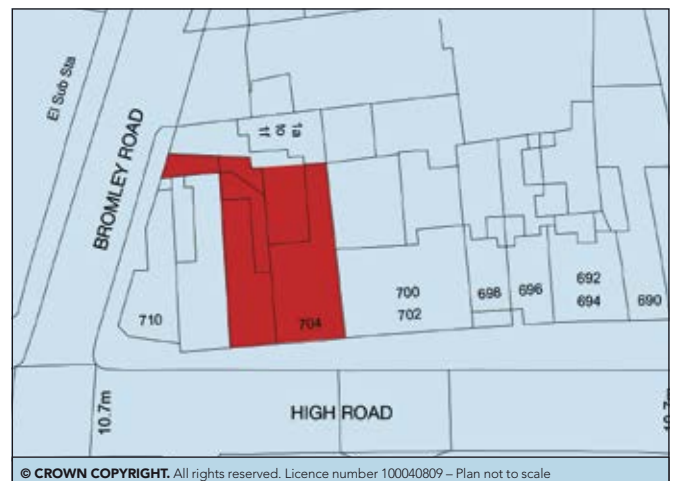 El Sub Sta
BROMLEY ROAD
1a
to
1f
710
704
700
702
698
696
692
694
690
10.7m
HIGH ROAD
© CROWN COPYRIGHT. All rights reserved. Licence number 100040809 – Plan not to scale